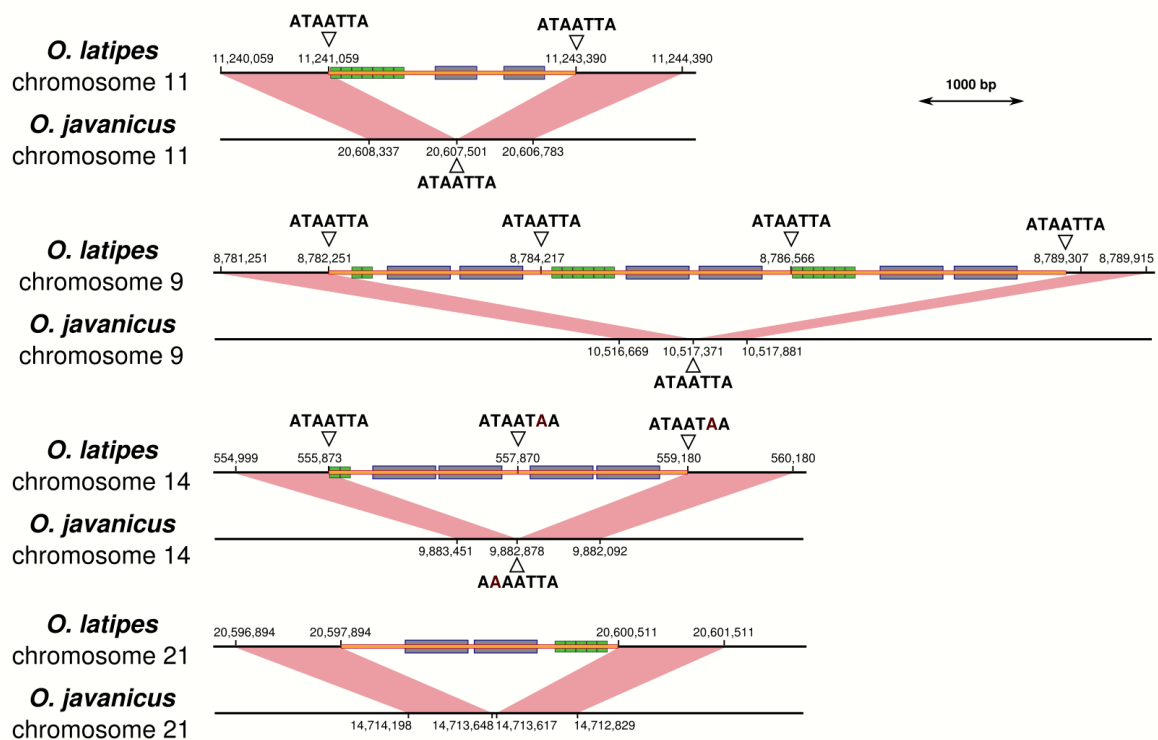 ATAATTA ATAATTA
O. latipes
11,240,059 11,241,059 11,243,390 11,244,390
chromosome 11
1000 bp
O. javanicus
chromosome 11
20,608,337 20,607,501 20,606,783
ATAATTA
ATAATTA ATAATTA ATAATTA ATAATTA
O. latipes
8,781,251 8,782,251 8,784,217 8,786,566 8,789,307 8,789,915
chromosome 9
O. javanicus
chromosome 9
10,516,669 10,517,371 10,517,881
ATAATTA
ATAATTA ATAATAA ATAATAA
O. latipes
554,999 555,873 557,870 559,180 560,180
chromosome 14
O. javanicus
chromosome 14
9,883,451 9,882,878 9,882,092
AAAATTA
O. latipes
20,596,894 20,597,894 20,600,511 20,601,511
chromosome 21
O. javanicus
chromosome 21
14,714,198 14,713,648 14,713,617 14,712,829